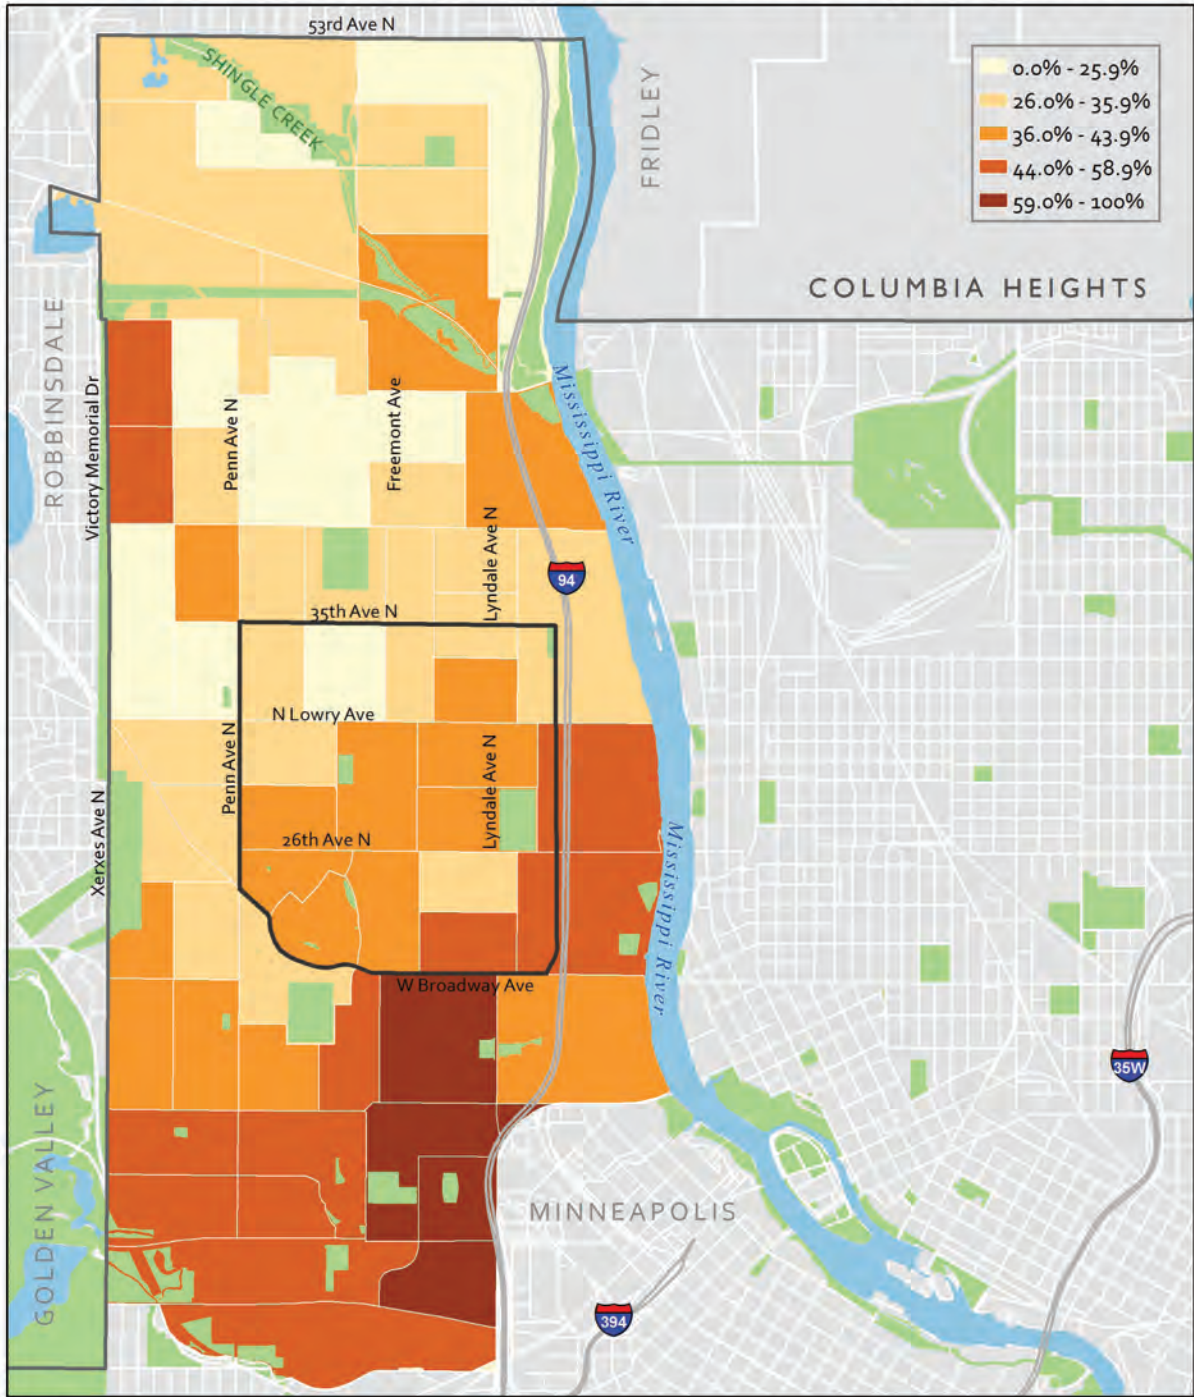 53rd Ave N
SHINGLE CREEK
FRIDLEY
0.0% - 25.9%
26.0% - 35.9%
36.0% - 43.9%
44.0% - 58.9%
59.0% - 100%
COLUMBIA HEIGHTS
ROBBINSDALE
Victory Memorial Dr
Penn Ave N
Freemont Ave
Mississippi River
Lyndale Ave N
94
35th Ave N
N Lowry Ave
Penn Ave N
Lyndale Ave N
Xerxes Ave N
26th Ave N
Mississippi River
W Broadway Ave
35W
GOLDEN VALLEY
MINNEAPOLIS
394